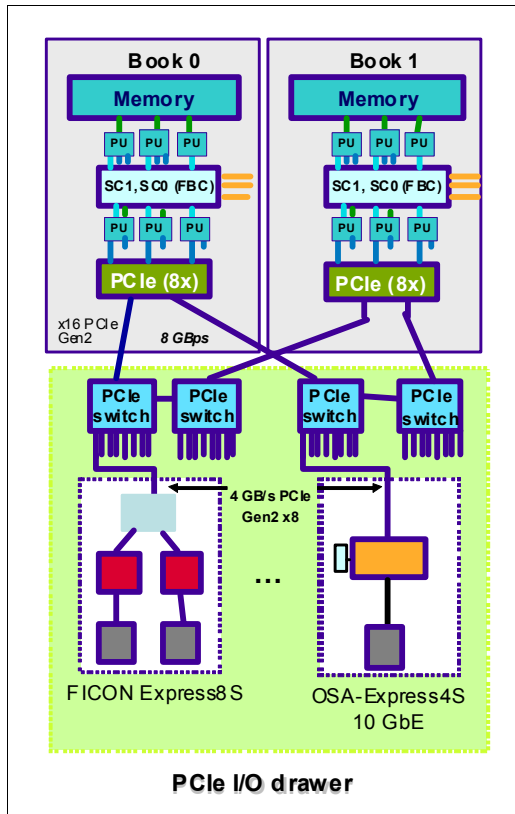 Book 0
Memory
PU PU PU
SC1, SC0 (FBC)
PU PU PU
PCIe (8x)
x16 PCIe
Gen2
8 GBps
Book 1
Memory
PU PU PU
SC1, SC0 (FBC)
PU PU PU
PCIe (8x)
PCIe
switch
PCIe
switch
PCIe
switch
PCIe
switch
4 GB/s PCIe
Gen2 x8
...
FICON Express8S
OSA-Express4S
10 GbE
PCIe I/O drawer